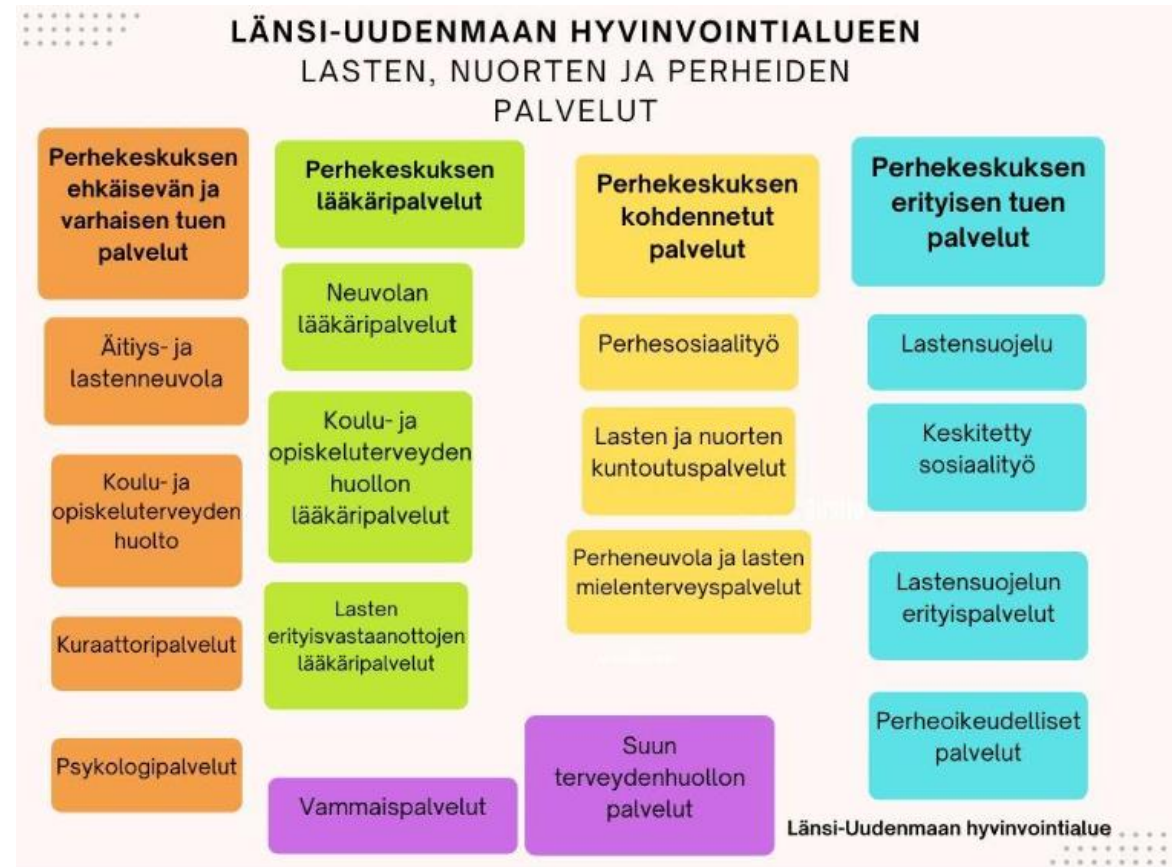 LÄNSI-UUDENMAAN HYVINVOINTIALUEEN
LASTEN, NUORTEN JA PERHEIDEN
PALVELUT
Perhekeskuksen
ehkäisevän ja
varhaisen tuen
palvelut
Äitiys- ja
lastenneuvola
Koulu- ja
opiskeluterveyden
huolto
Kuraattoripalvelut
Psykologipalvelut
Perhekeskuksen
lääkäripalvelut
Neuvolan
lääkäripalvelut
Koulu- ja
opiskeluterveyden
huollon
lääkäripalvelut
Lasten
erityisvastaanottojen
lääkäripalvelut
Vammaispalvelut
Perhekeskuksen
kohdennetut
palvelut
Perhesosiaalityö
Lasten ja nuorten
kuntoutuspalvelut
Perheneuvola ja lasten
mielenterveyspalvelut
Suun
terveydenhuollon
palvelut
Perhekeskuksen
erityisen tuen
palvelut
Lastensuojelu
Keskitetty
sosiaalityö
Lastensuojelun
erityispalvelut
Perheoikeudelliset
palvelut
Länsi-Uudenmaan hyvinvointialue